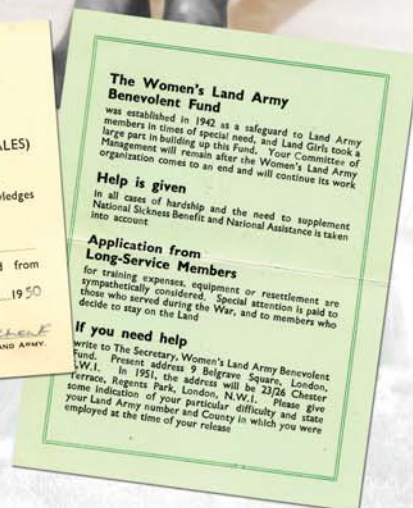 ALES)
ledges
d from
1950
AND ARMY.
The Women's Land Army
Benevolent Fund
was established in 1942 as a safeguard to Land Army
members in times of special need, and Land Girls took a
large part in building up this Fund. Your Committee of
Management will remain after the Women's Land Army
organization comes to an end and will continue its work
Help is given
In all cases of hardship and the need to supplement
National Sickness Benefit and National Assistance is taken
into account
Application from
Long-Service Members
for training expenses, equipment or resettlement are
sympathetically considered. Special attention is paid to
those who served during the War, and to members who
decide to stay on the Land
If you need help
write to The Secretary, Women's Land Army Benevolent
Fund. Present address 9 Belgrave Square, London,
S.W.1. In 1951, the address will be 23/26 Chester
Terrace, Regents Park, London, N.W.1. Please give
some indication of your particular difficulty and state
your Land Army number and County in which you were
employed at the time of your release